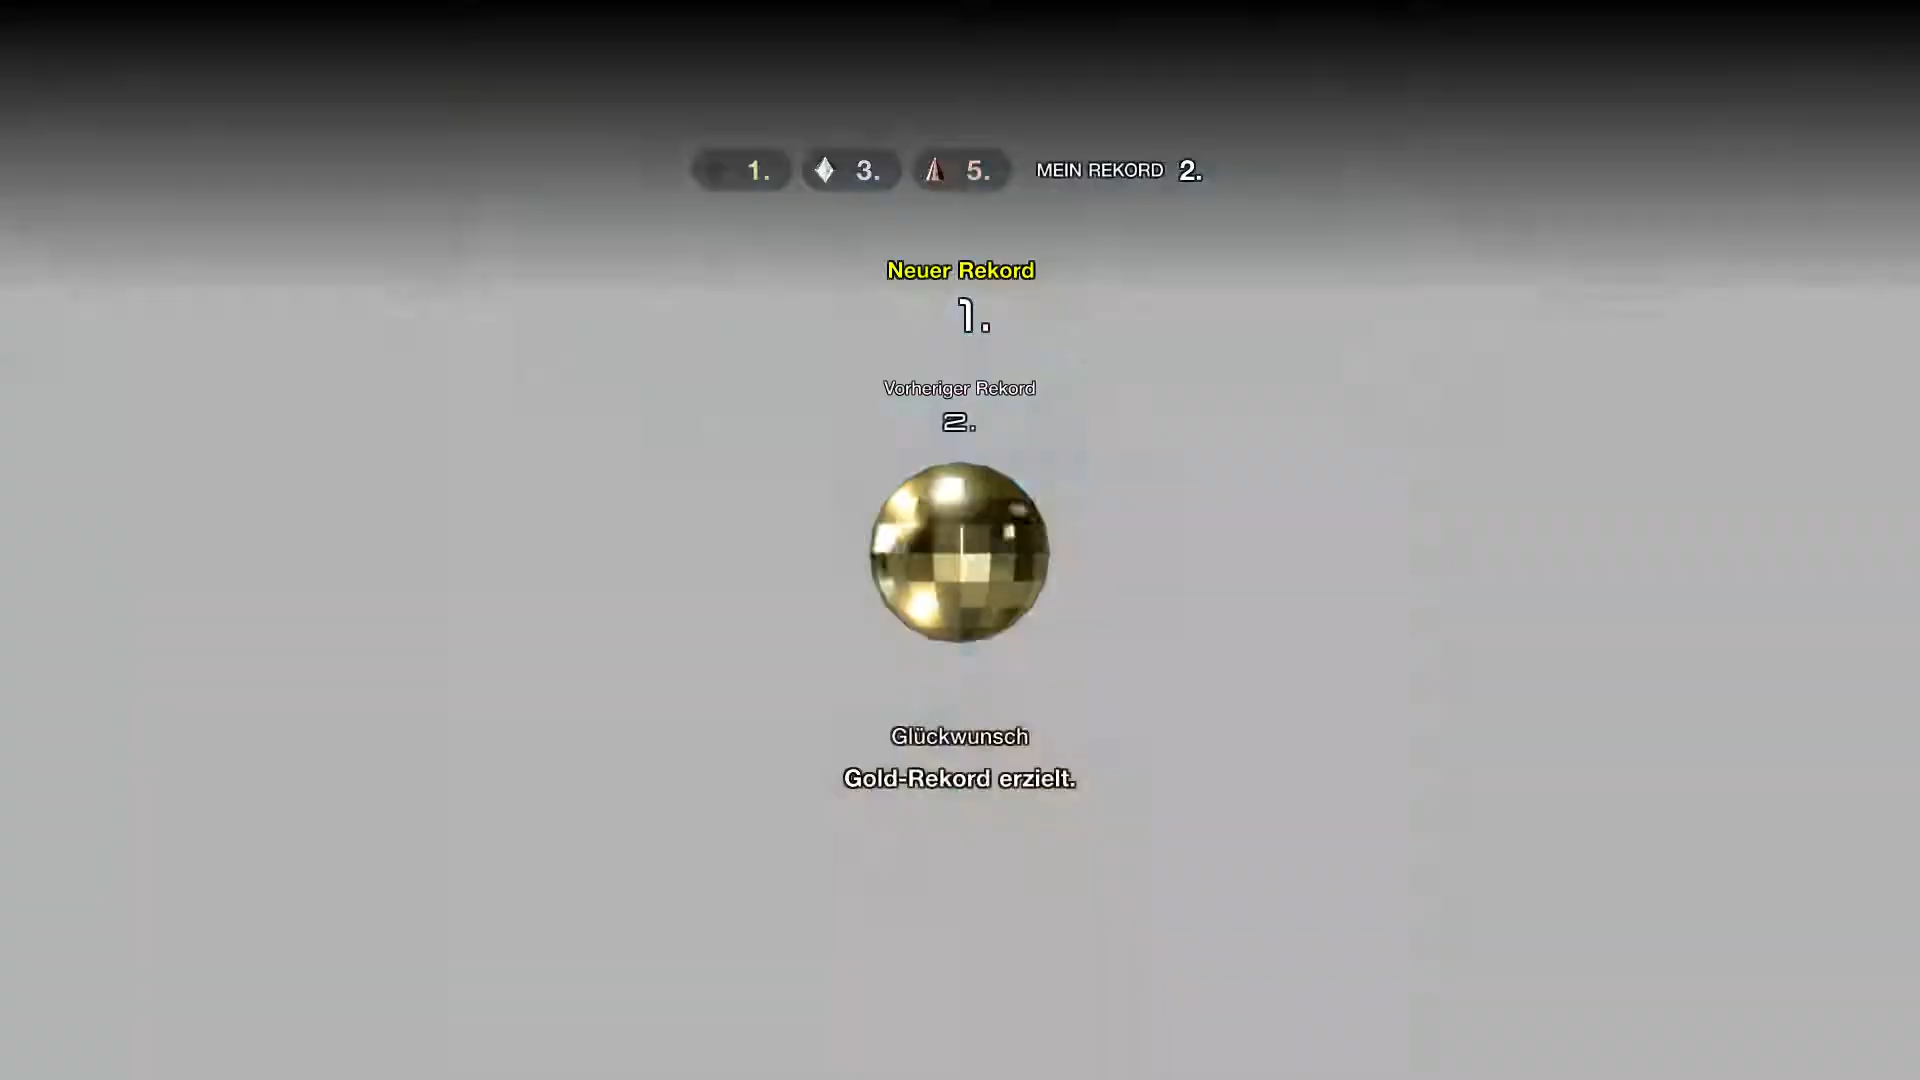 1. 3. 5. MEIN REKORD 2.
Neuer Rekord
1.
Vorheriger Rekord
2.
Glückwunsch
Gold-Rekord erzielt.